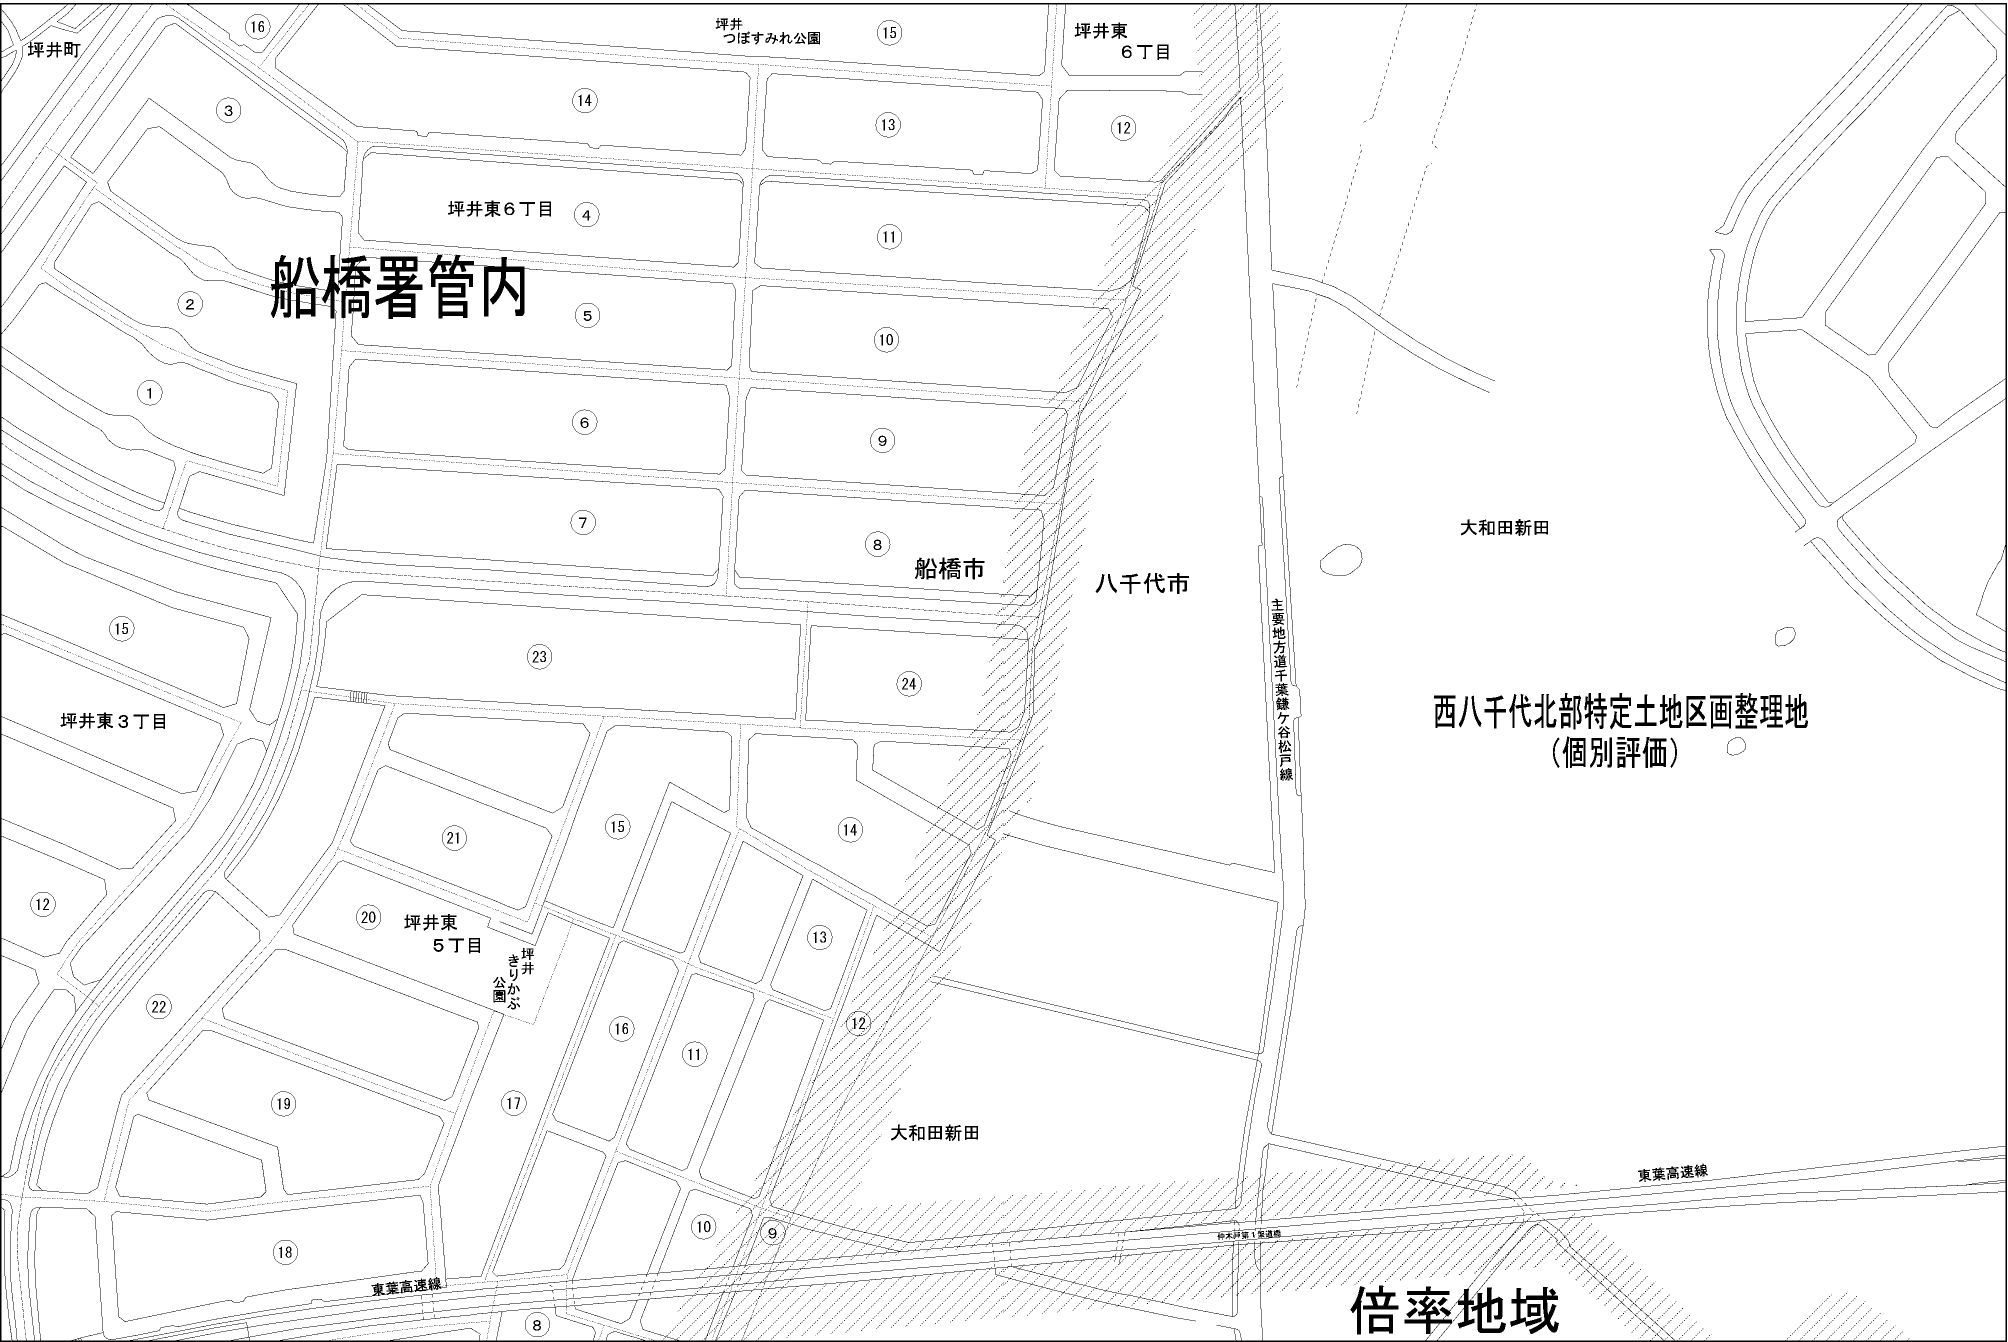 16
坪井
つぼすみれ公園
15
坪井東
６丁目
坪井町
3
14
13
12
坪井東６丁目
4
11
船橋署管内
2
5
10
1
6
9
7
8
船橋市
大和田新田
八千代市
主要地方道千葉鎌ケ谷松戸線
15
23
24
坪井東３丁目
西八千代北部特定土地区画整理地
（個別評価）
21
15
14
12
20
坪井東
５丁目
13
坪井
きりかぶ
公園
22
16
12
11
19
17
大和田新田
東葉高速線
10
9
18
東葉高速線
8
倍率地域